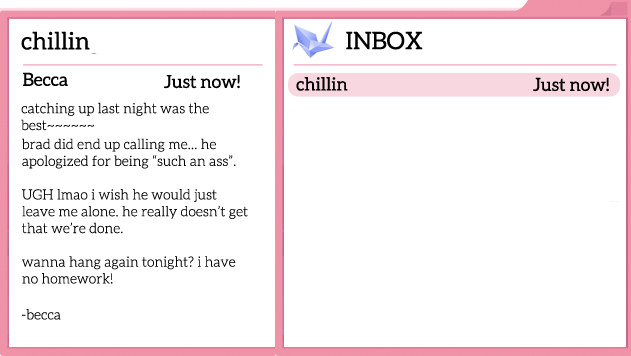 chillin
Becca Just now!
catching up last night was the
best~~~~~~
brad did end up calling me... he
apologized for being “such an ass”.
UGH lmao i wish he would just
leave me alone. he really doesn’t get
that we’re done.
wanna hang again tonight? i have
no homework!
-becca
INBOX
chillin Just now!